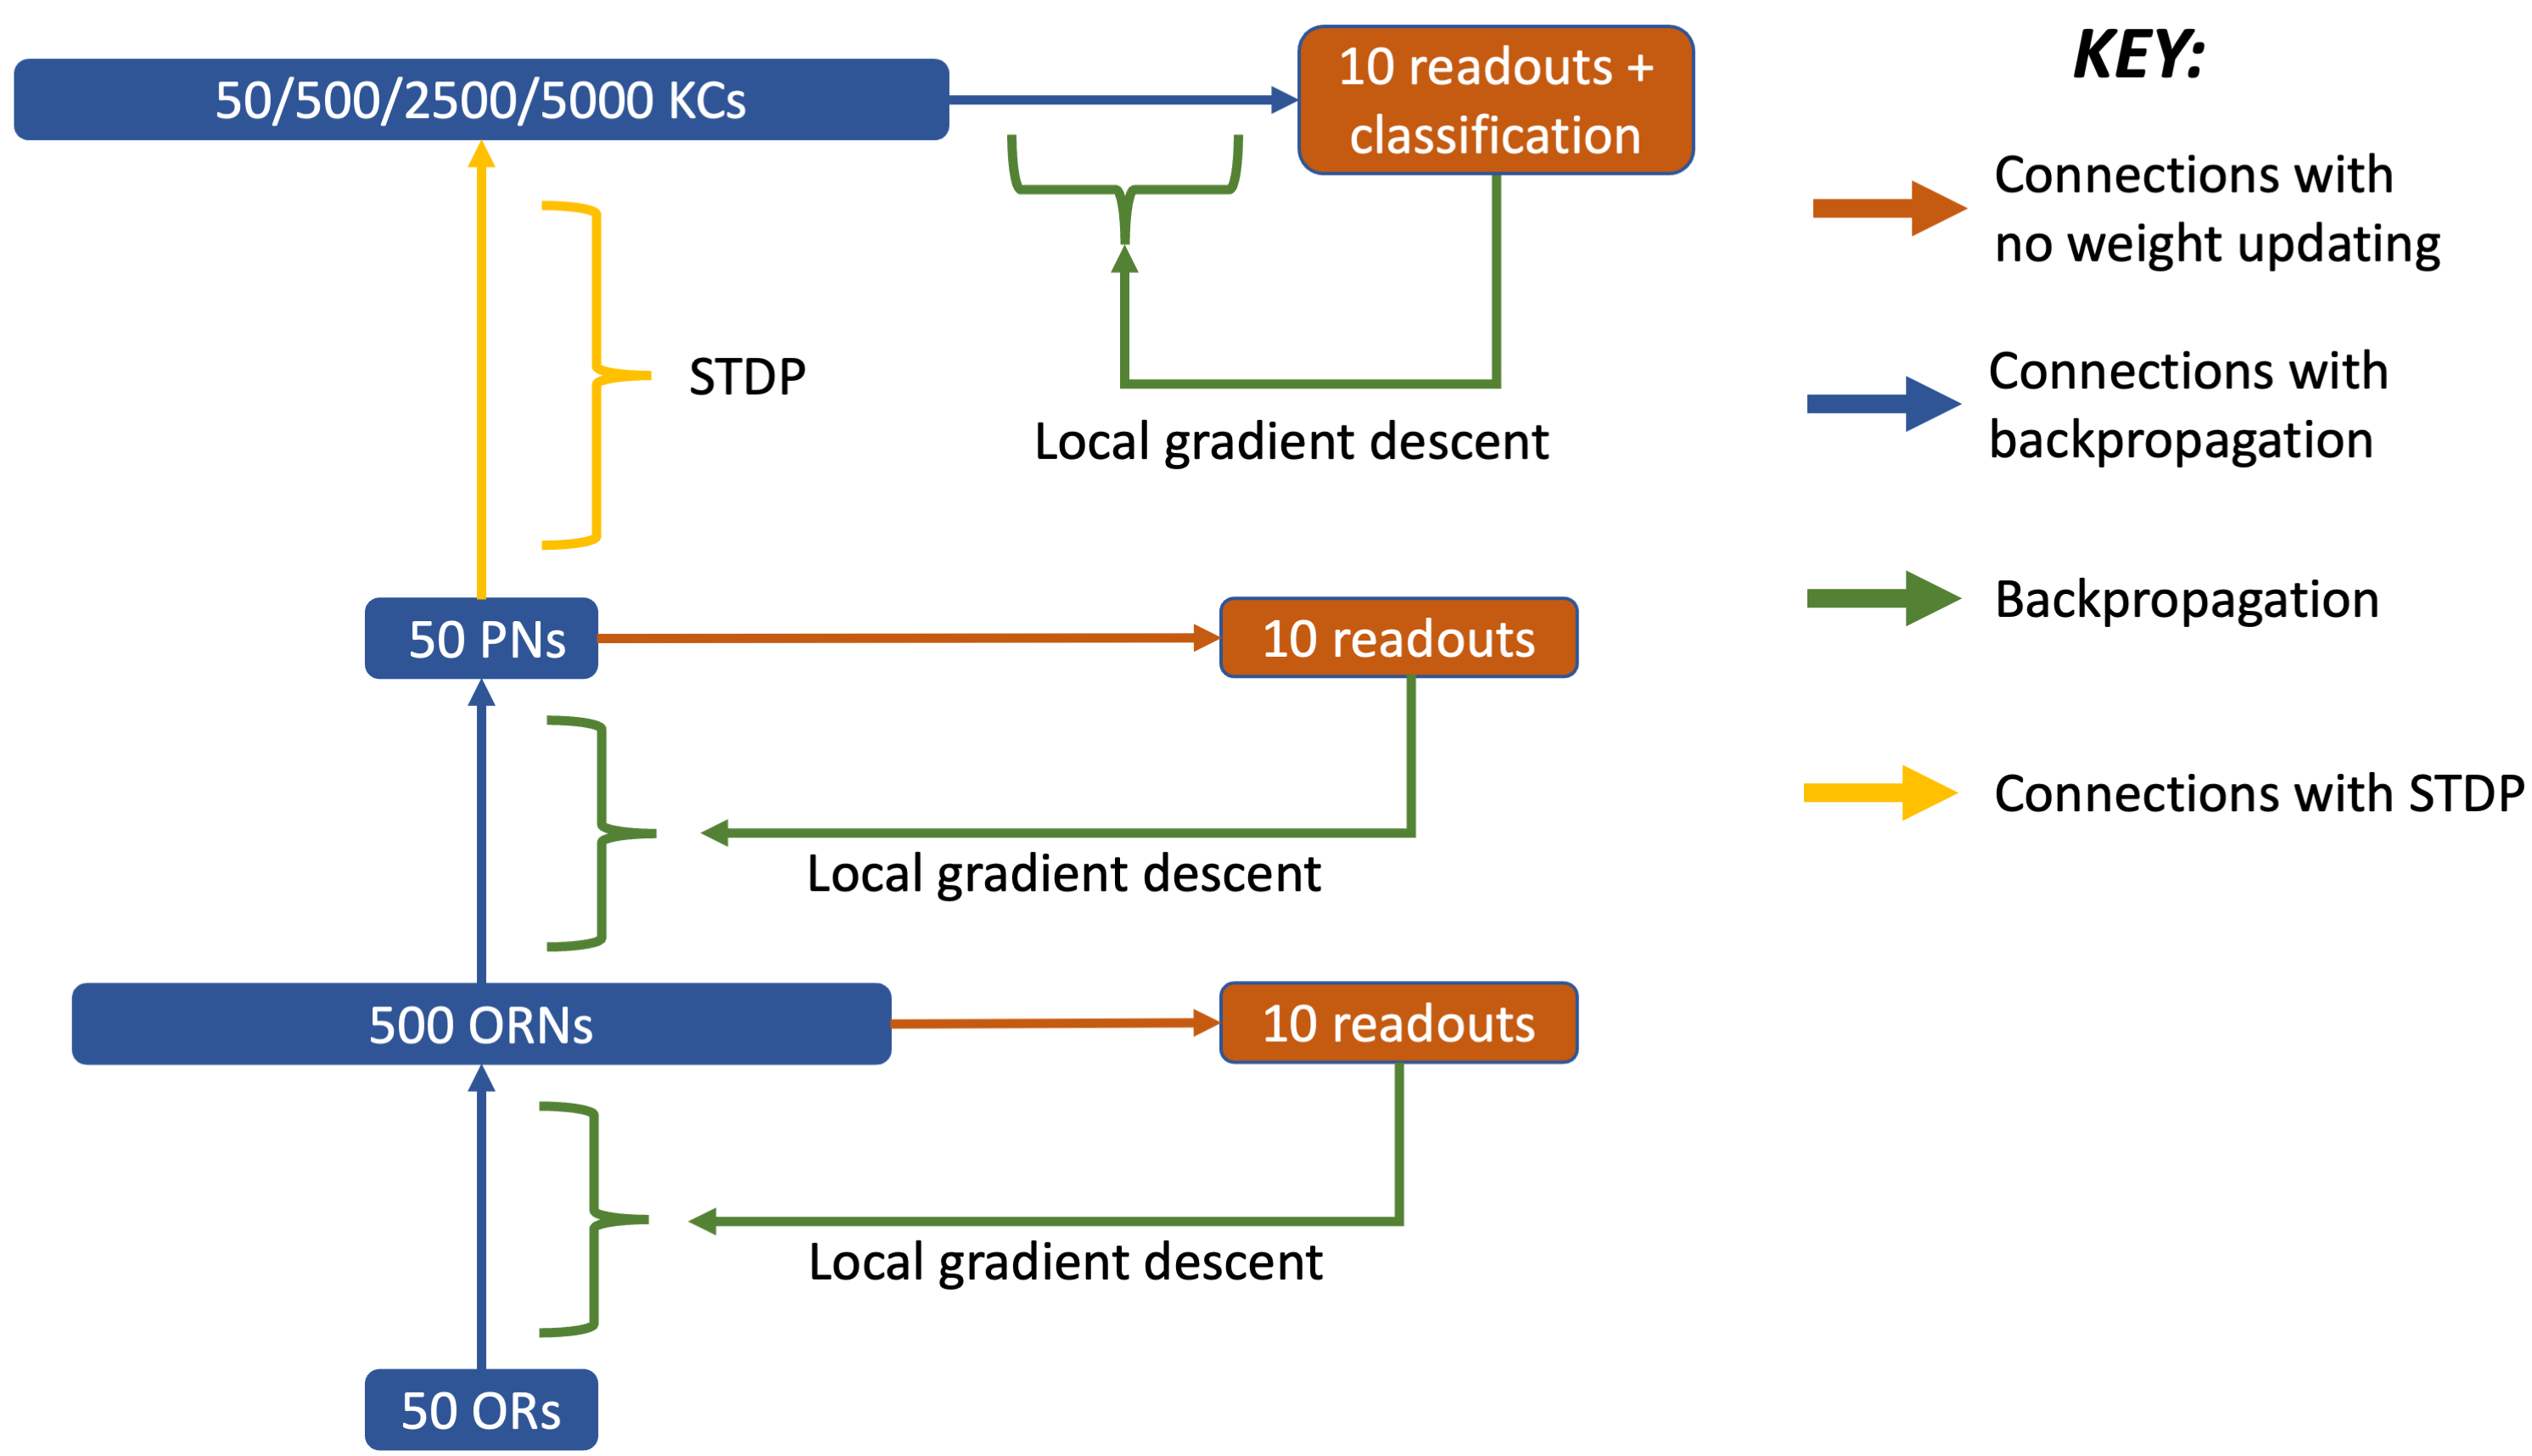 50/500/2500/5000 KCs
10 readouts +
classification
STDP
Local gradient descent
50 PNs
10 readouts
Local gradient descent
500 ORNs
10 readouts
Local gradient descent
50 ORs
KEY:
Connections with
no weight updating
Connections with
backpropagation
Backpropagation
Connections with STDP